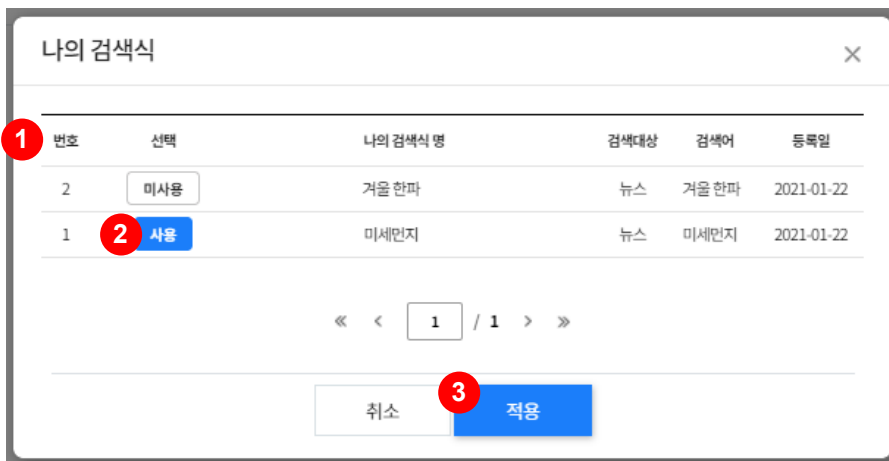 나의 검색식 ×
1 번호 선택 나의 검색식 명 검색대상 검색어 등록일
2 미사용 겨울 한파 뉴스 겨울 한파 2021-01-22
1 2 사용 미세먼지 뉴스 미세먼지 2021-01-22
« < 1 / 1 > »
취소 3 적용